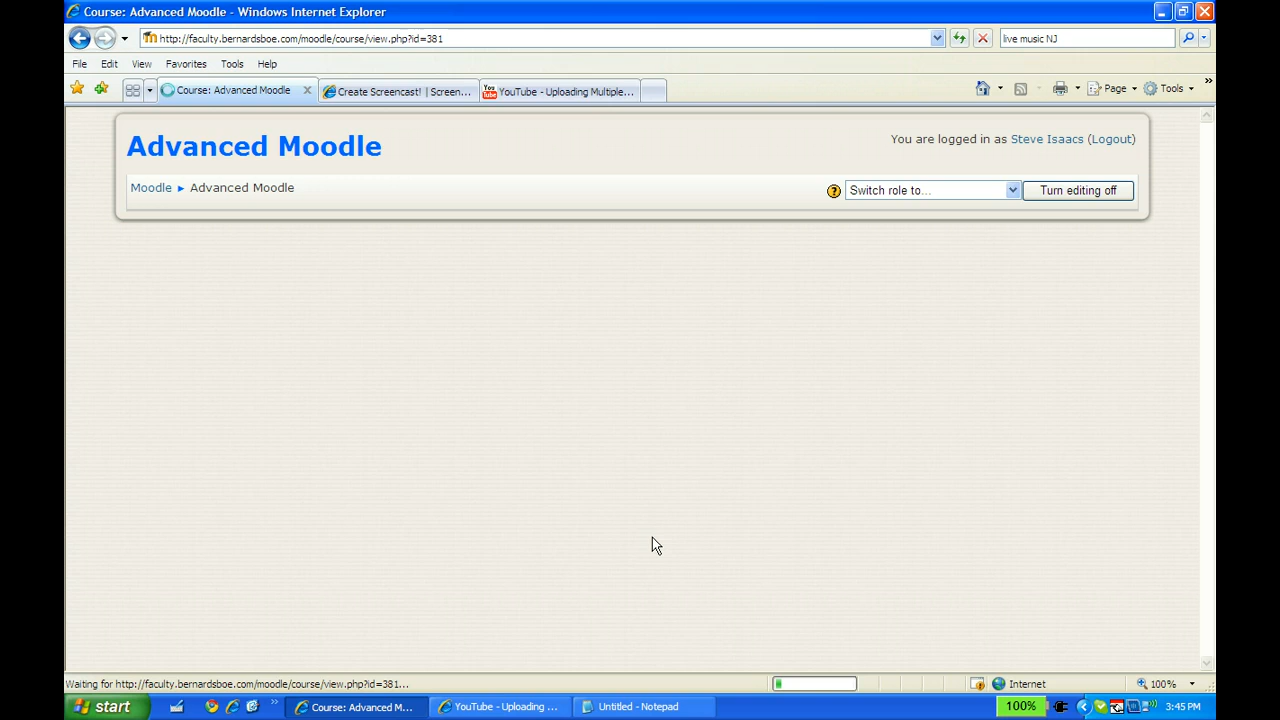 Course: Advanced Moodle - Windows Internet Explorer
http://faculty.bernardsboe.com/moodle/course/view.php?id=381
live music NJ
File Edit View Favorites Tools Help
Course: Advanced Moodle
Create Screencast! | Screen...
You Tube
YouTube - Uploading Multiple...
Page
Tools
Advanced Moodle
You are logged in as Steve Isaacs (Logout)
Moodle ► Advanced Moodle
Switch role to...
Turn editing off
Waiting for http://faculty.bernardsboe.com/moodle/course/view.php?id=381...
Internet
100%
start
Course: Advanced M...
YouTube - Uploading ...
Untitled - Notepad
100%
3:45 PM